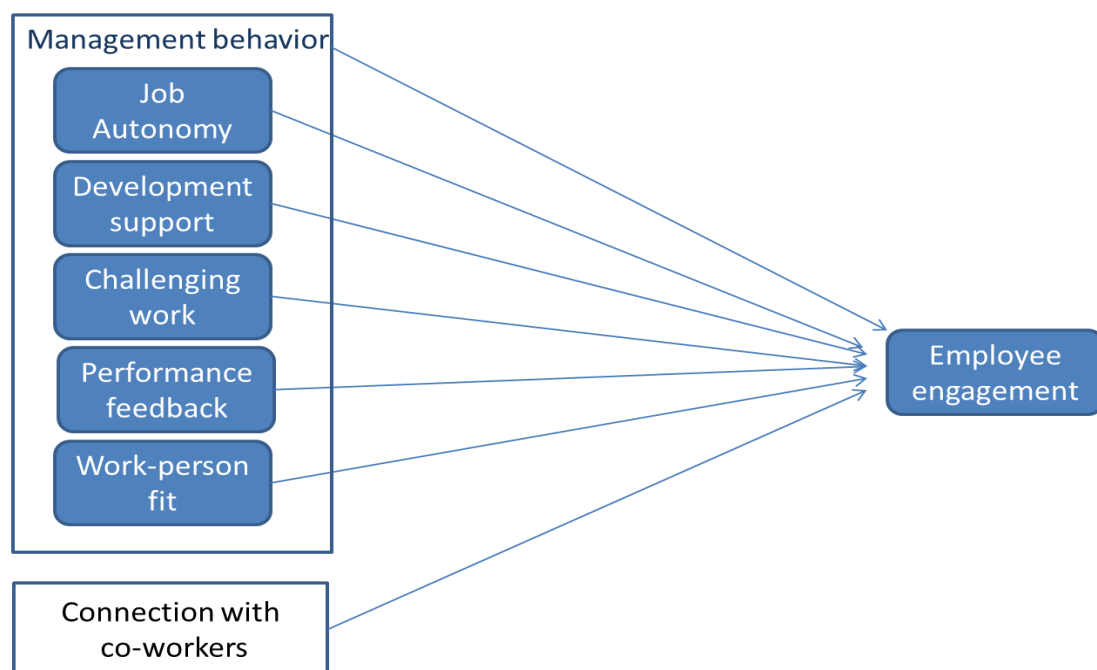 Management behavior
Job
Autonomy
Development
support
Challenging
work
Performance
feedback
Work-person
fit
Connection with
co-workers
Employee
engagement